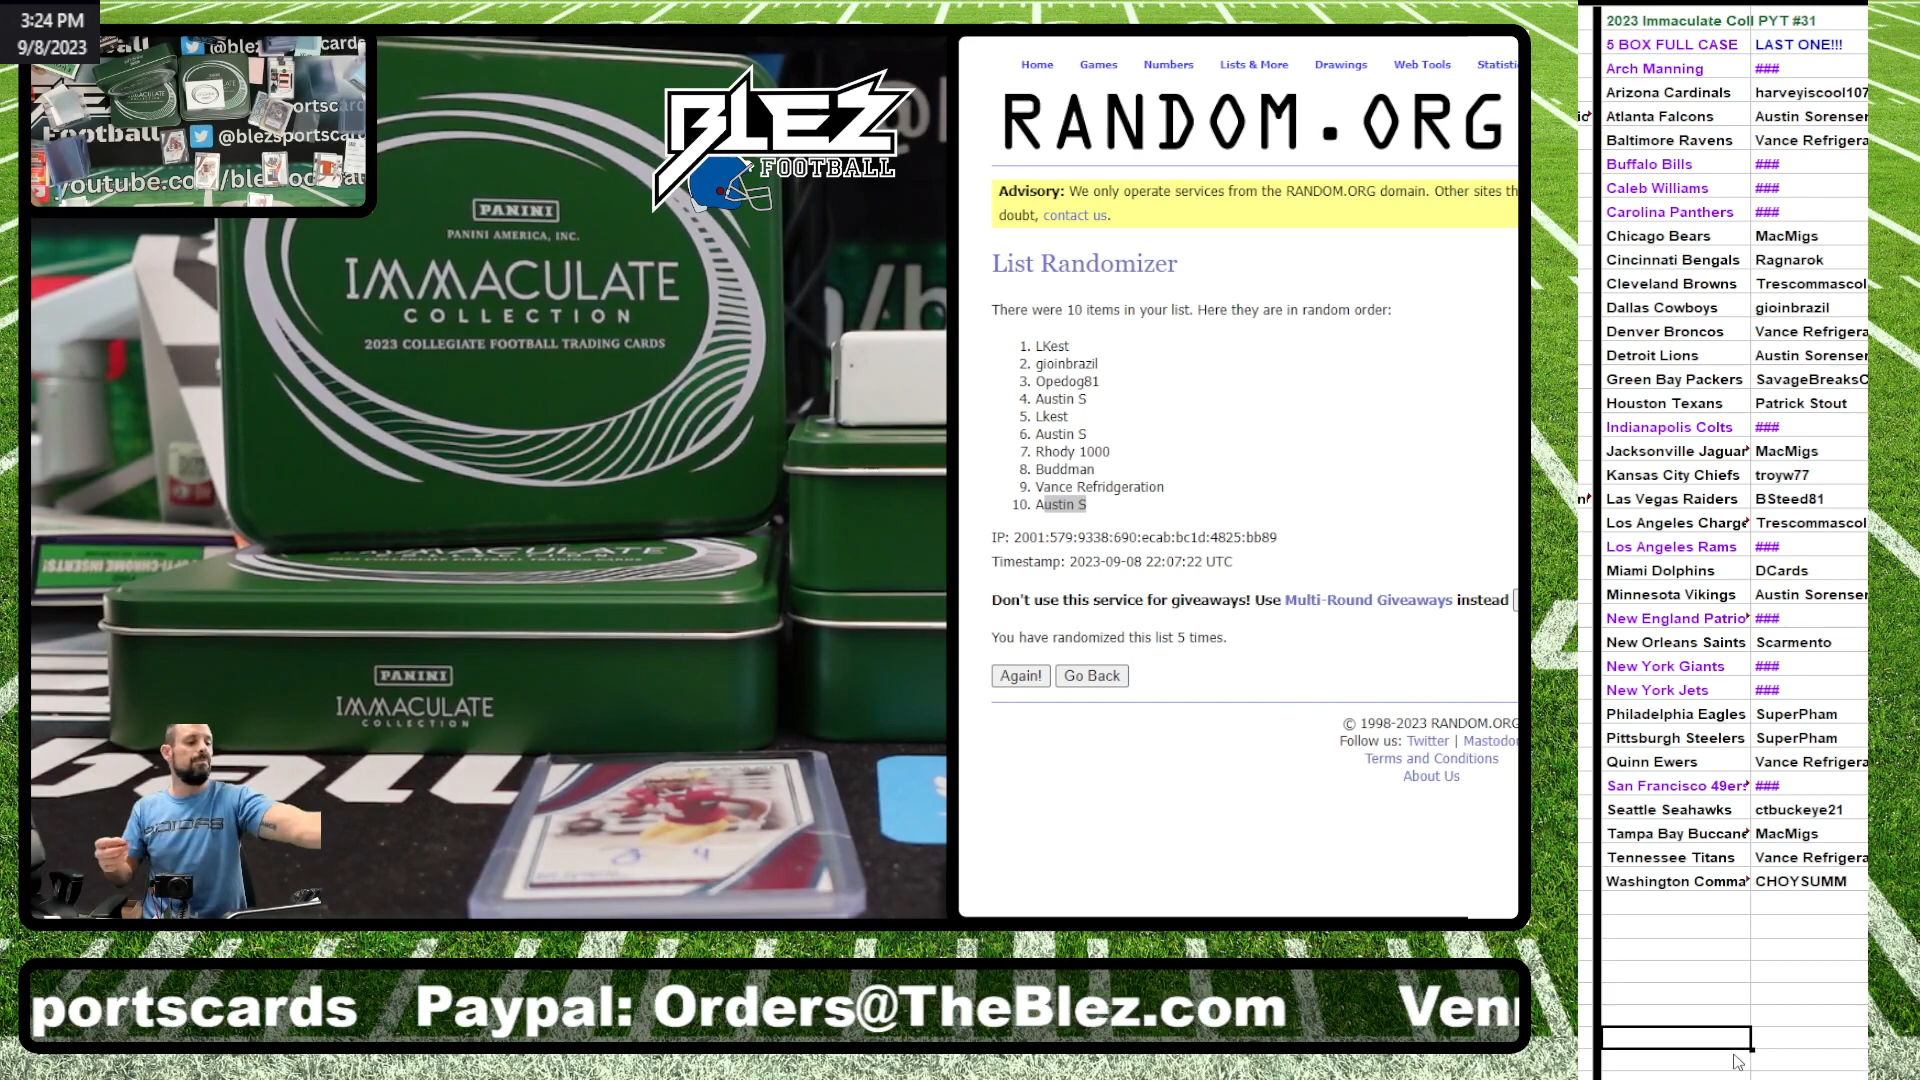 3:24 PM
9/8/2023
@blez
cards
portscards
Football
@blezsportscard
youtube.co
BLEZ
FOOTBALL
PANINI
PANINI AMERICA, INC.
IMMACULATE
COLLECTION
2023 COLLEGIATE FOOTBALL TRADING CARDS
PANINI
IMMACULATE
COLLECTION
Home Games Numbers Lists & More Drawings Web Tools Statisti
RANDOM.ORG
Advisory: We only operate services from the RANDOM.ORG domain. Other sites th
doubt, contact us.
List Randomizer
There were 10 items in your list. Here they are in random order:
1. LKest
2. gioinbrazil
3. Opedog81
4. Austin S
5. Lkest
6. Austin S
7. Rhody 1000
8. Buddman
9. Vance Refridgeration
10. Austin S
IP: 2001:579:9338:690:ecab:bc1d:4825:bb89
Timestamp: 2023-09-08 22:07:22 UTC
Don't use this service for giveaways! Use Multi-Round Giveaways instead
You have randomized this list 5 times.
Again! Go Back
© 1998-2023 RANDOM.ORG
Follow us: Twitter | Mastodon
Terms and Conditions
About Us
2023 Immaculate Coll PYT #31
5 BOX FULL CASE LAST ONE!!!
Arch Manning ###
Arizona Cardinals harveyiscool107
Atlanta Falcons Austin Sorensen
Baltimore Ravens Vance Refrigera
Buffalo Bills ###
Caleb Williams ###
Carolina Panthers ###
Chicago Bears MacMigs
Cincinnati Bengals Ragnarok
Cleveland Browns Trescommascol
Dallas Cowboys gioinbrazil
Denver Broncos Vance Refrigera
Detroit Lions Austin Sorensen
Green Bay Packers SavageBreaksC
Houston Texans Patrick Stout
Indianapolis Colts ###
Jacksonville Jaguar MacMigs
Kansas City Chiefs troyw77
Las Vegas Raiders BSteed81
Los Angeles Charge Trescommascol
Los Angeles Rams ###
Miami Dolphins DCards
Minnesota Vikings Austin Sorensen
New England Patrio ###
New Orleans Saints Scarmento
New York Giants ###
New York Jets ###
Philadelphia Eagles SuperPham
Pittsburgh Steelers SuperPham
Quinn Ewers Vance Refrigera
San Francisco 49ers ###
Seattle Seahawks ctbuckeye21
Tampa Bay Buccane MacMigs
Tennessee Titans Vance Refrigera
Washington Comma CHOYSUMM
portscards Paypal: Orders@TheBlez.com Ven